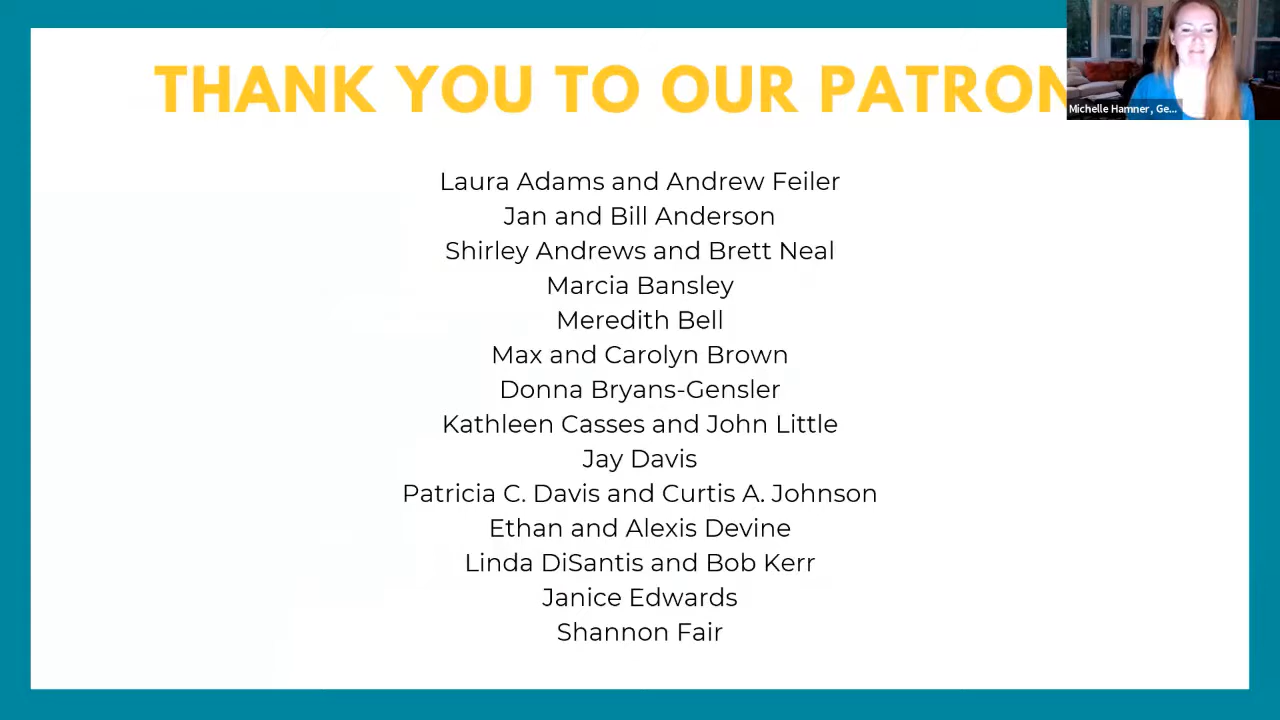 THANK YOU TO OUR PATRON
Michelle Hamner, Ge...
Laura Adams and Andrew Feiler
Jan and Bill Anderson
Shirley Andrews and Brett Neal
Marcia Bansley
Meredith Bell
Max and Carolyn Brown
Donna Bryans-Gensler
Kathleen Casses and John Little
Jay Davis
Patricia C. Davis and Curtis A. Johnson
Ethan and Alexis Devine
Linda DiSantis and Bob Kerr
Janice Edwards
Shannon Fair